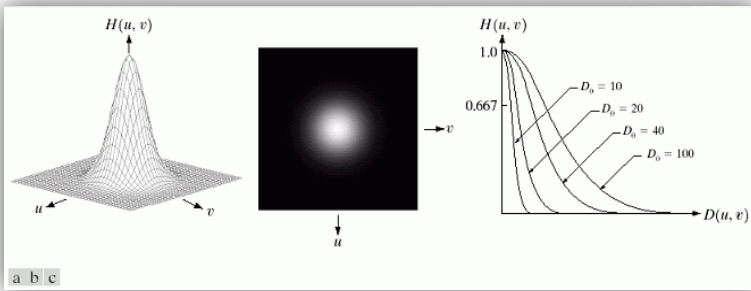 H(u, v)
u
v
v
u
H(u, v)
1.0
0.667
D₀ = 10
D₀ = 20
D₀ = 40
D₀ = 100
D(u, v)
a b c